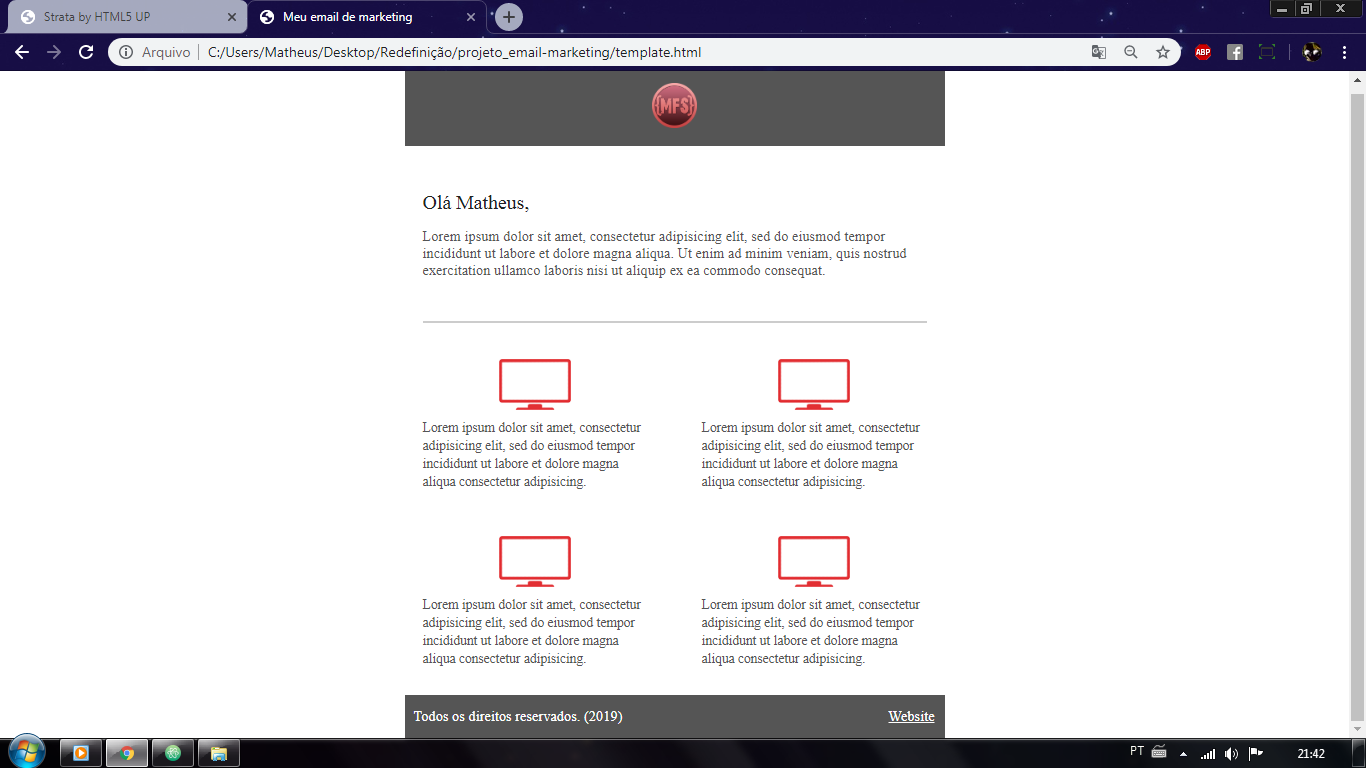 Strata by HTML5 UP
Meu email de marketing
Arquivo
C:/Users/Matheus/Desktop/Redefinição/projeto_email-marketing/template.html
ABP
{MFS}
Olá Matheus,
Lorem ipsum dolor sit amet, consectetur adipisicing elit, sed do eiusmod tempor
incididunt ut labore et dolore magna aliqua. Ut enim ad minim veniam, quis nostrud
exercitation ullamco laboris nisi ut aliquip ex ea commodo consequat.
Lorem ipsum dolor sit amet, consectetur
adipisicing elit, sed do eiusmod tempor
incididunt ut labore et dolore magna
aliqua consectetur adipisicing.
Lorem ipsum dolor sit amet, consectetur
adipisicing elit, sed do eiusmod tempor
incididunt ut labore et dolore magna
aliqua consectetur adipisicing.
Lorem ipsum dolor sit amet, consectetur
adipisicing elit, sed do eiusmod tempor
incididunt ut labore et dolore magna
aliqua consectetur adipisicing.
Lorem ipsum dolor sit amet, consectetur
adipisicing elit, sed do eiusmod tempor
incididunt ut labore et dolore magna
aliqua consectetur adipisicing.
Todos os direitos reservados. (2019)
Website
PT
21:42